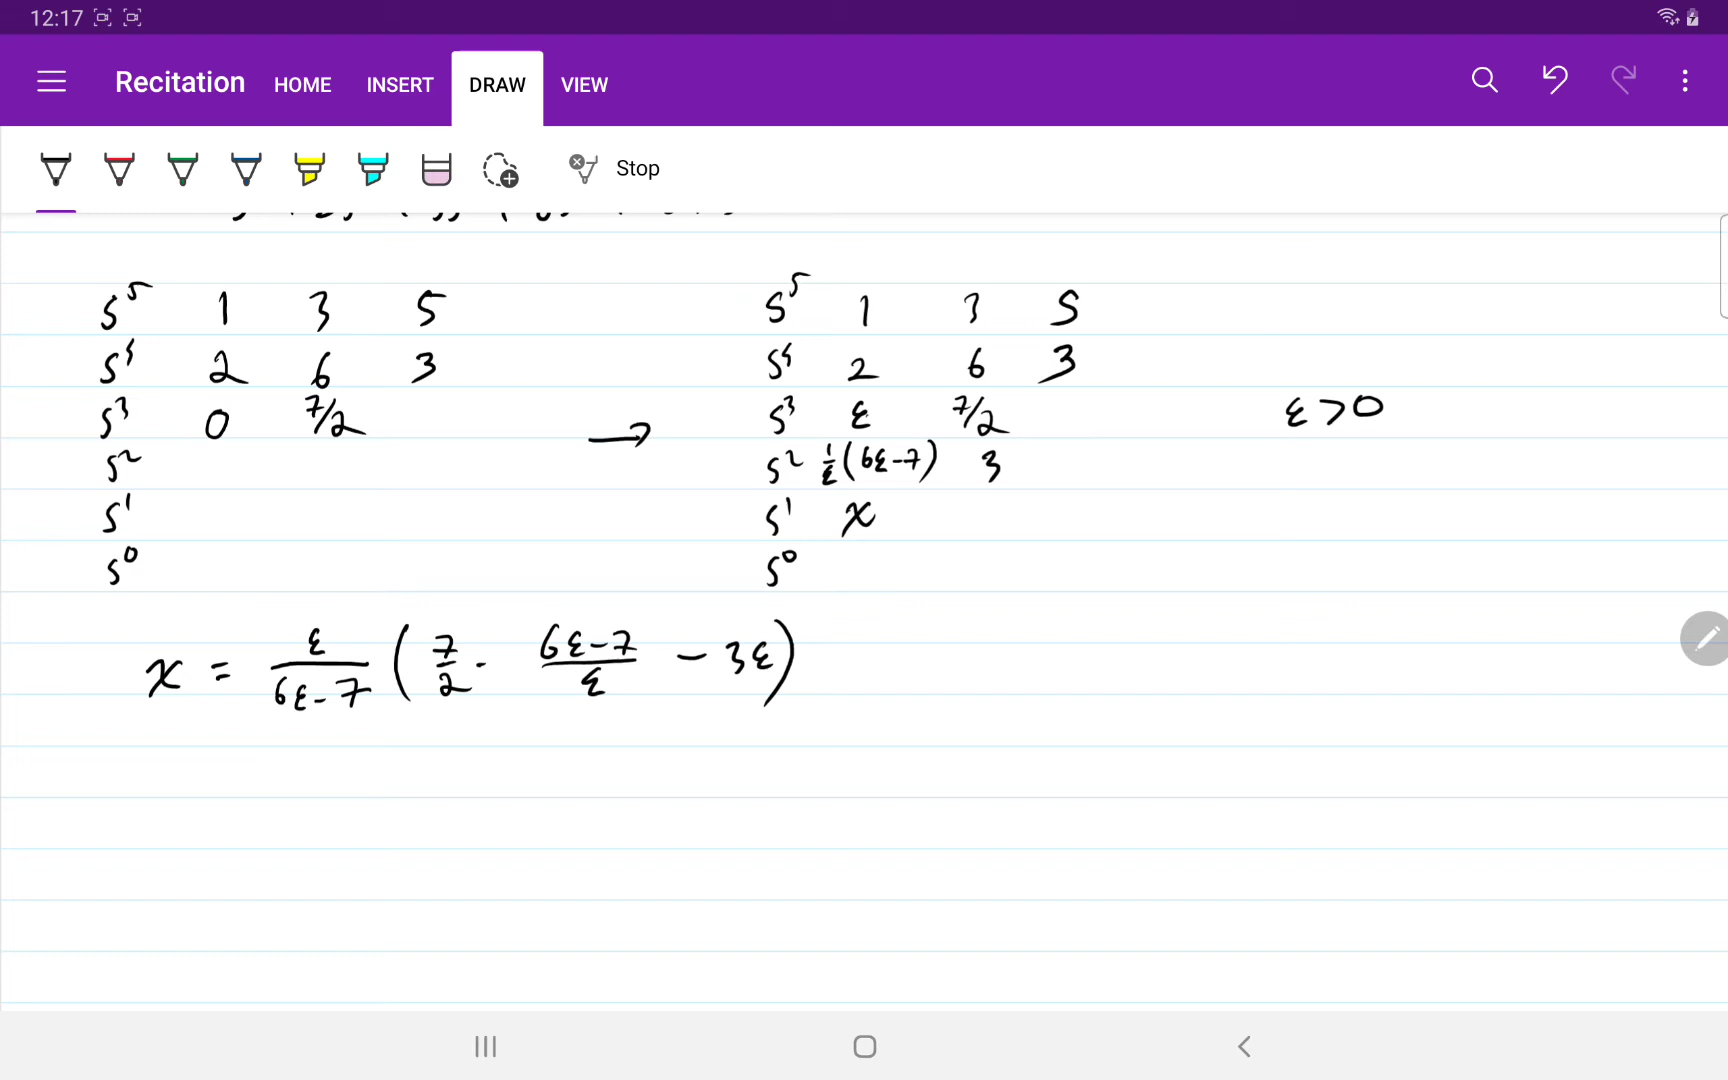 12:17
Recitation HOME INSERT DRAW VIEW
Stop
s⁵ 1 3 5
s⁴ 2 6 3
s³ 0 7/2
s²
s¹
s⁰
→
s⁵ 1 3 5
s⁴ 2 6 3
s³ ε 7/2
s² 1/ε (6ε-7) 3
s¹ x
s⁰
ε > 0
x = ε/(6ε-7) (7/2 · (6ε-7)/ε - 3ε)